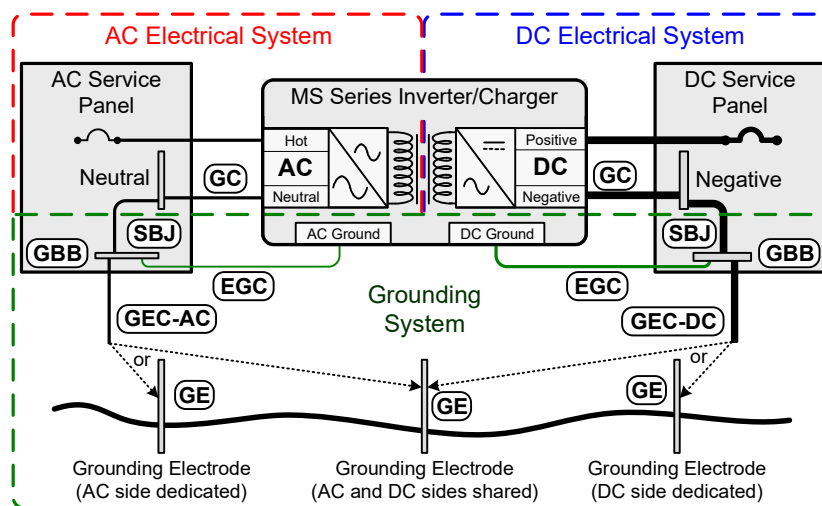 AC Electrical System
DC Electrical System
AC Service
Panel
MS Series Inverter/Charger
DC Service
Panel
Hot
AC
Neutral
Positive
DC
Negative
Neutral
GC
GC
Negative
SBJ
AC Ground
DC Ground
SBJ
GBB
GBB
EGC
Grounding
System
EGC
GEC-AC
GEC-DC
or
or
GE
GE
GE
Grounding Electrode
(AC side dedicated)
Grounding Electrode
(AC and DC sides shared)
Grounding Electrode
(DC side dedicated)